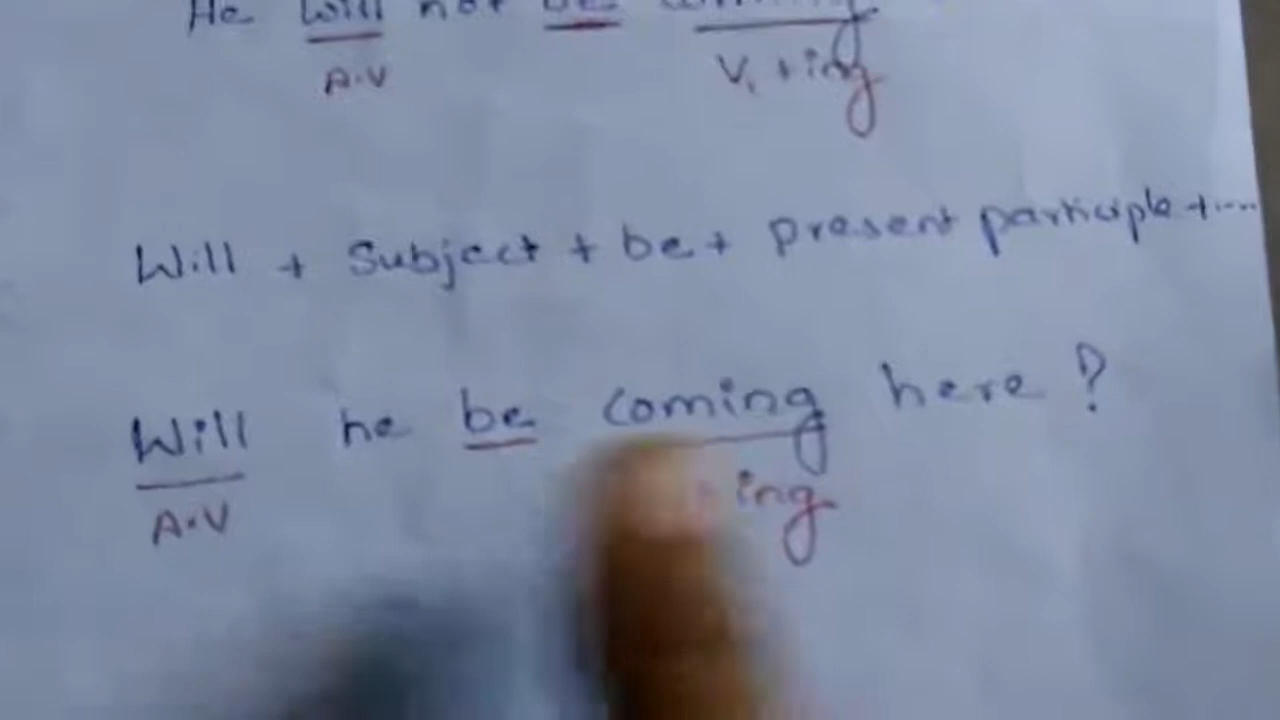 He Will not be coming
A.V V₁ + ing
Will + Subject + be + present participle + ....
Will he be coming here ?
A.V ing